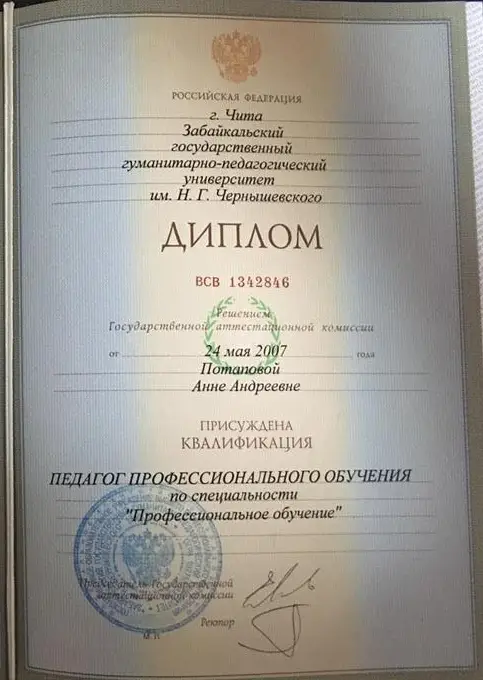 РОССИЙСКАЯ ФЕДЕРАЦИЯ
г. Чита
Забайкальский
государственный
гуманитарно-педагогический
университет
им. Н. Г. Чернышевского
ДИПЛОМ
ВСВ 1342846
Решением
Государственной аттестационной комиссии
от 24 мая 2007 года
Потаповой
Анне Андреевне
ПРИСУЖДЕНА
КВАЛИФИКАЦИЯ
ПЕДАГОГ ПРОФЕССИОНАЛЬНОГО ОБУЧЕНИЯ
по специальности
"Профессиональное обучение"
Председатель Государственной
аттестационной комиссии
Ректор